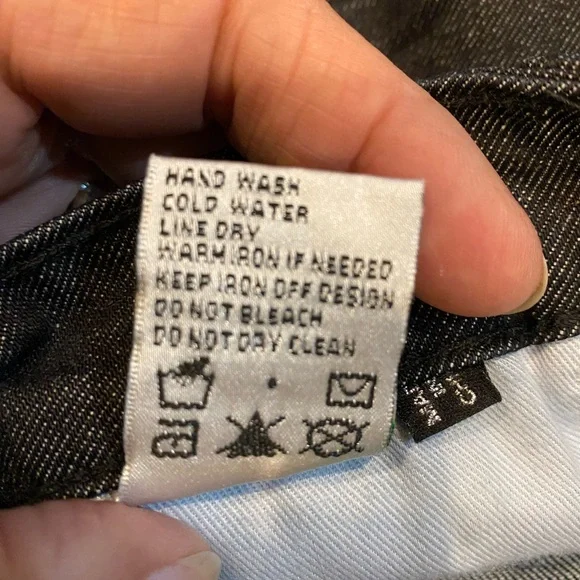 HAND WASH
COLD WATER
LINE DRY
WARM IRON IF NEEDED
KEEP IRON OFF DESIGN
DO NOT BLEACH
DO NOT DRY CLEAN